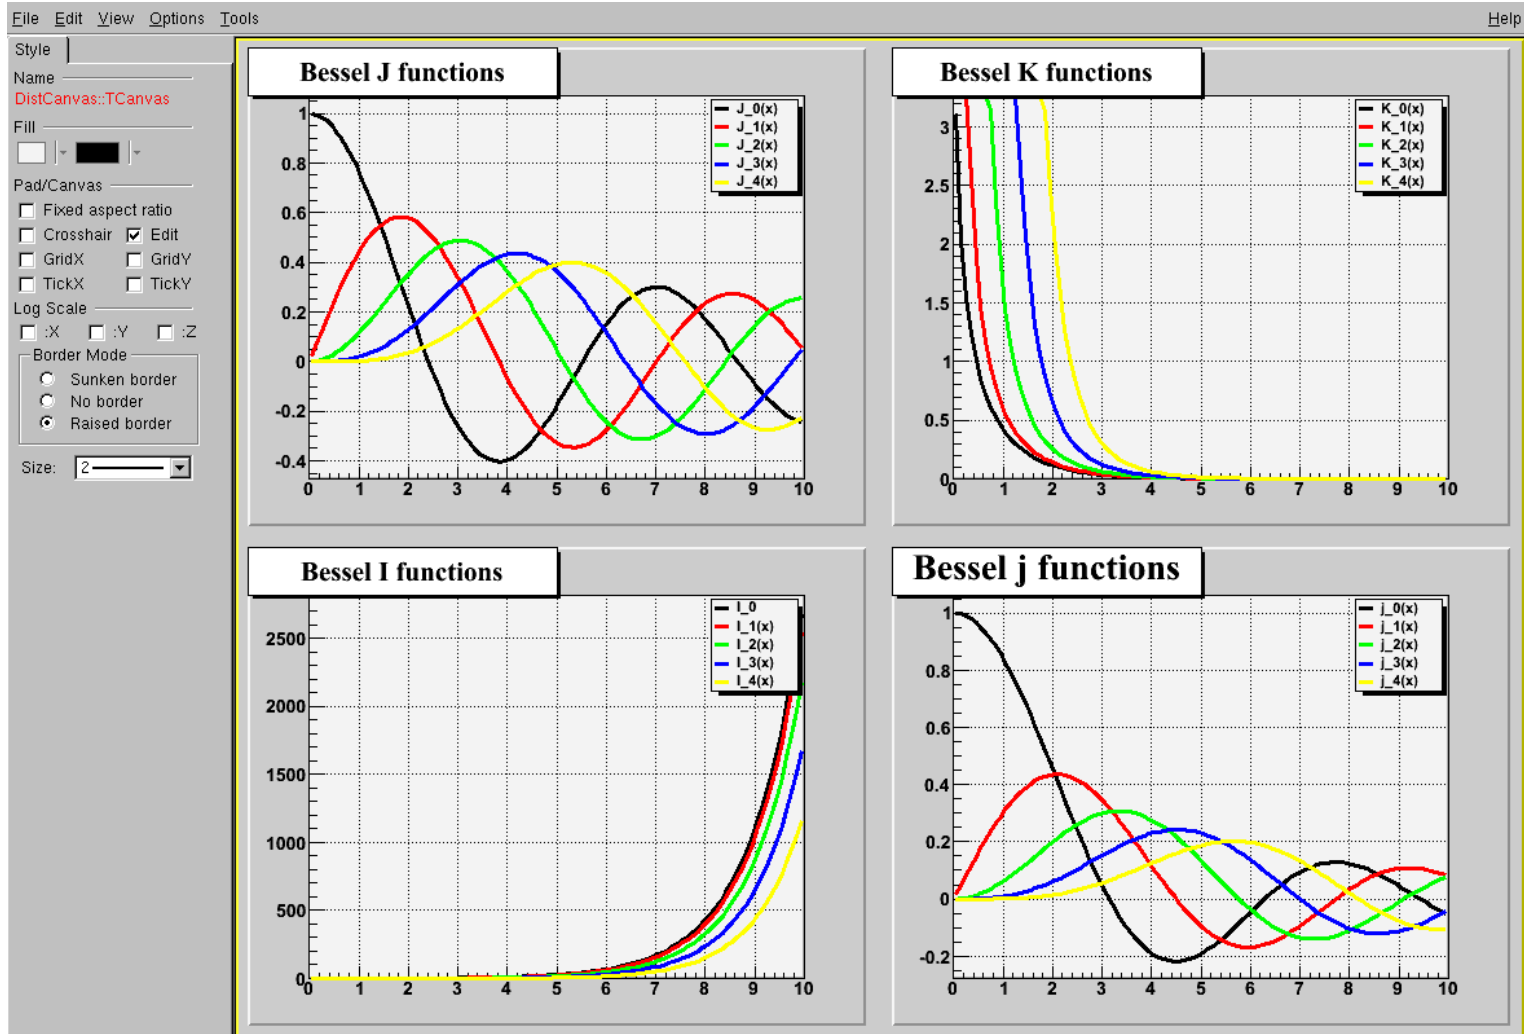 File Edit View Options Tools Help
Style
Name
DistCanvas::TCanvas
Fill
Pad/Canvas
Fixed aspect ratio
Crosshair Edit
GridX GridY
TickX TickY
Log Scale
:X :Y :Z
Border Mode
Sunken border
No border
Raised border
Size: 2
Bessel J functions
J_0(x)
J_1(x)
J_2(x)
J_3(x)
J_4(x)
1
0.8
0.6
0.4
0.2
0
-0.2
-0.4
0 1 2 3 4 5 6 7 8 9 10
Bessel K functions
K_0(x)
K_1(x)
K_2(x)
K_3(x)
K_4(x)
3
2.5
2
1.5
1
0.5
0
0 1 2 3 4 5 6 7 8 9 10
Bessel I functions
I_0
I_1(x)
I_2(x)
I_3(x)
I_4(x)
2500
2000
1500
1000
500
0
0 1 2 3 4 5 6 7 8 9 10
Bessel j functions
j_0(x)
j_1(x)
j_2(x)
j_3(x)
j_4(x)
1
0.8
0.6
0.4
0.2
0
-0.2
0 1 2 3 4 5 6 7 8 9 10